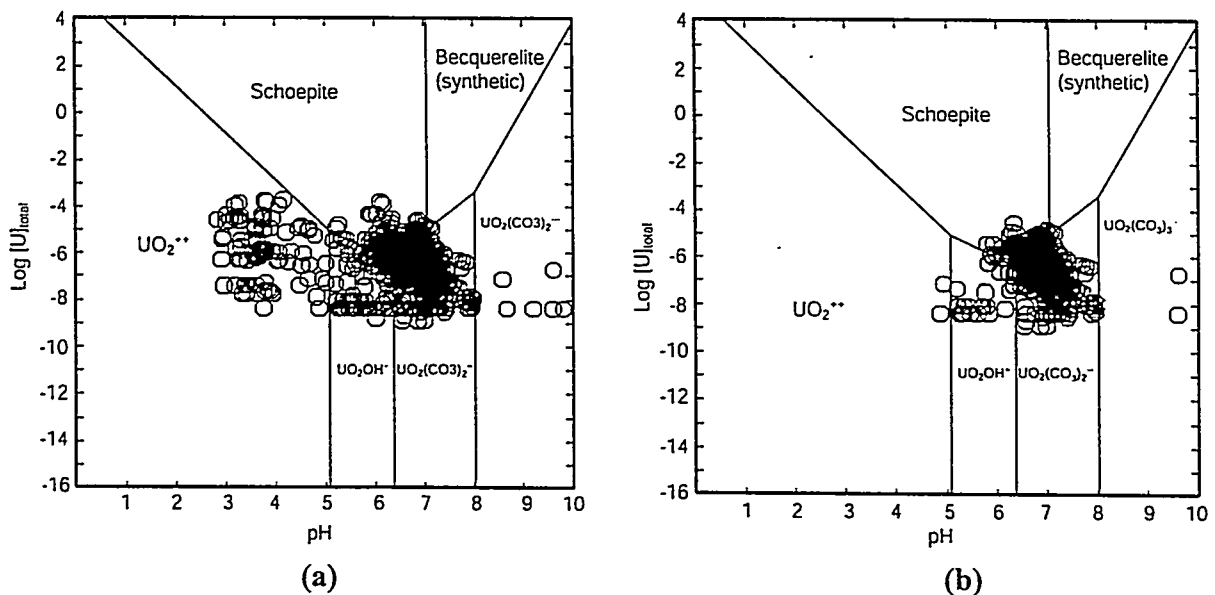 4
2
0
-2
-4
-6
-8
-10
-12
-14
-16
Log [U]total
Schoepite
Becquerelite
(synthetic)
UO2++
UO2(CO3)2--
UO2OH+
UO2(CO3)2--
1 2 3 4 5 6 7 8 9 10
pH
(a)
4
2
0
-2
-4
-6
-8
-10
-12
-14
-16
Log [U]total
Schoepite
Becquerelite
(synthetic)
UO2++
UO2(CO3)3-
UO2OH+
UO2(CO3)2--
1 2 3 4 5 6 7 8 9 10
pH
(b)